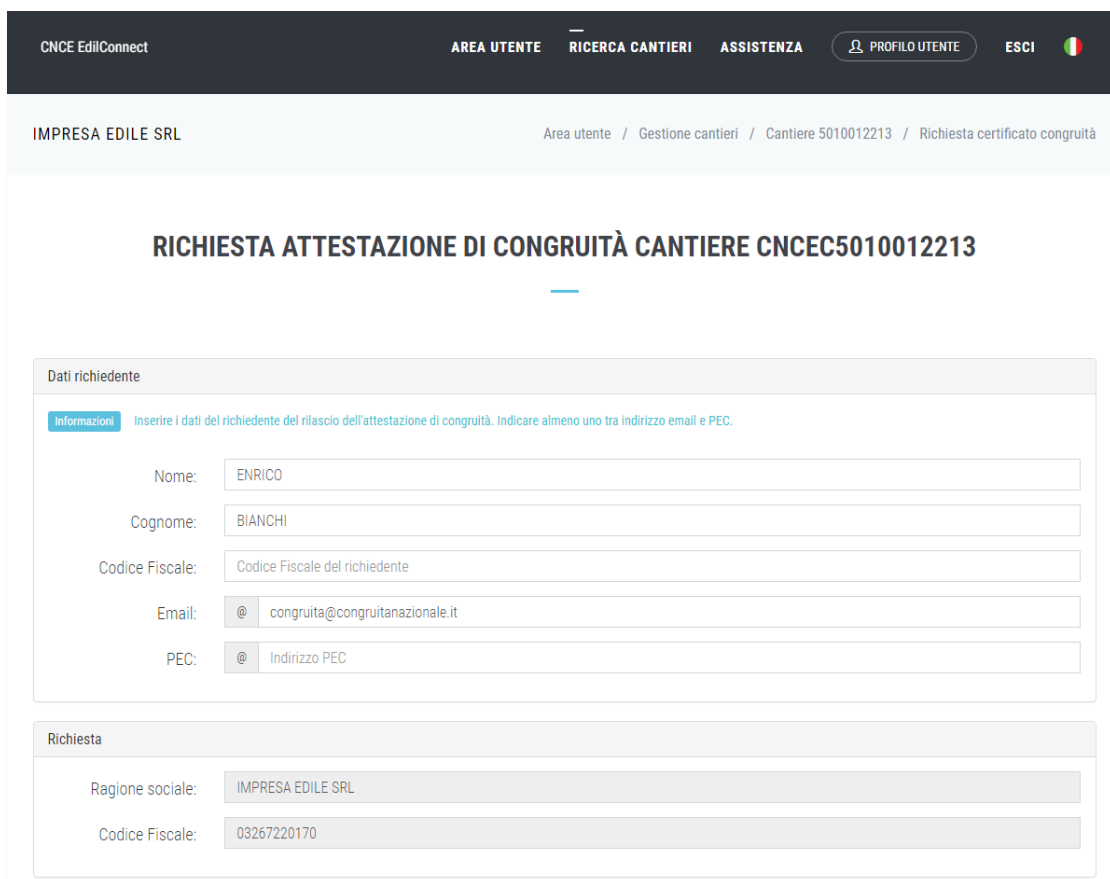 CNCE EdilConnect AREA UTENTE RICERCA CANTIERI ASSISTENZA PROFILO UTENTE ESCI
IMPRESA EDILE SRL Area utente / Gestione cantieri / Cantiere 5010012213 / Richiesta certificato congruità
RICHIESTA ATTESTAZIONE DI CONGRUITÀ CANTIERE CNCEC5010012213
Dati richiedente
Informazioni Inserire i dati del richiedente del rilascio dell'attestazione di congruità. Indicare almeno uno tra indirizzo email e PEC.
Nome: ENRICO
Cognome: BIANCHI
Codice Fiscale: Codice Fiscale del richiedente
Email: @ congruita@congruitanazionale.it
PEC: @ Indirizzo PEC
Richiesta
Ragione sociale: IMPRESA EDILE SRL
Codice Fiscale: 03267220170